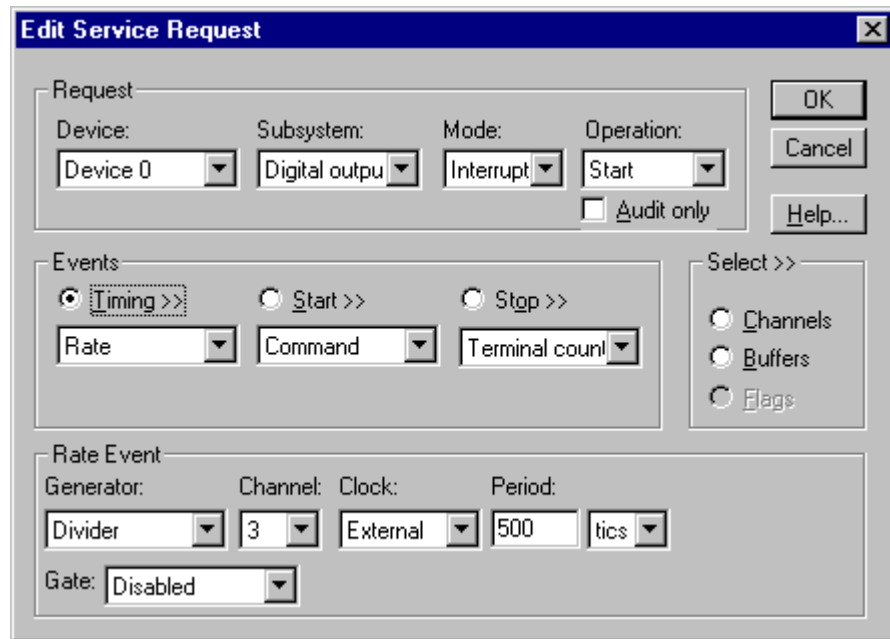 Edit Service Request
Request
Device: Subsystem: Mode: Operation:
Device 0 Digital outpu Interrupt Start
Audit only
OK
Cancel
Help...
Events
Timing >> Start >> Stop >>
Rate Command Terminal count
Select >>
Channels
Buffers
Flags
Rate Event
Generator: Channel: Clock: Period:
Divider 3 External 500 tics
Gate: Disabled